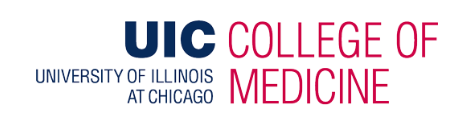 UIC COLLEGE OF
UNIVERSITY OF ILLINOIS
AT CHICAGO MEDICINE